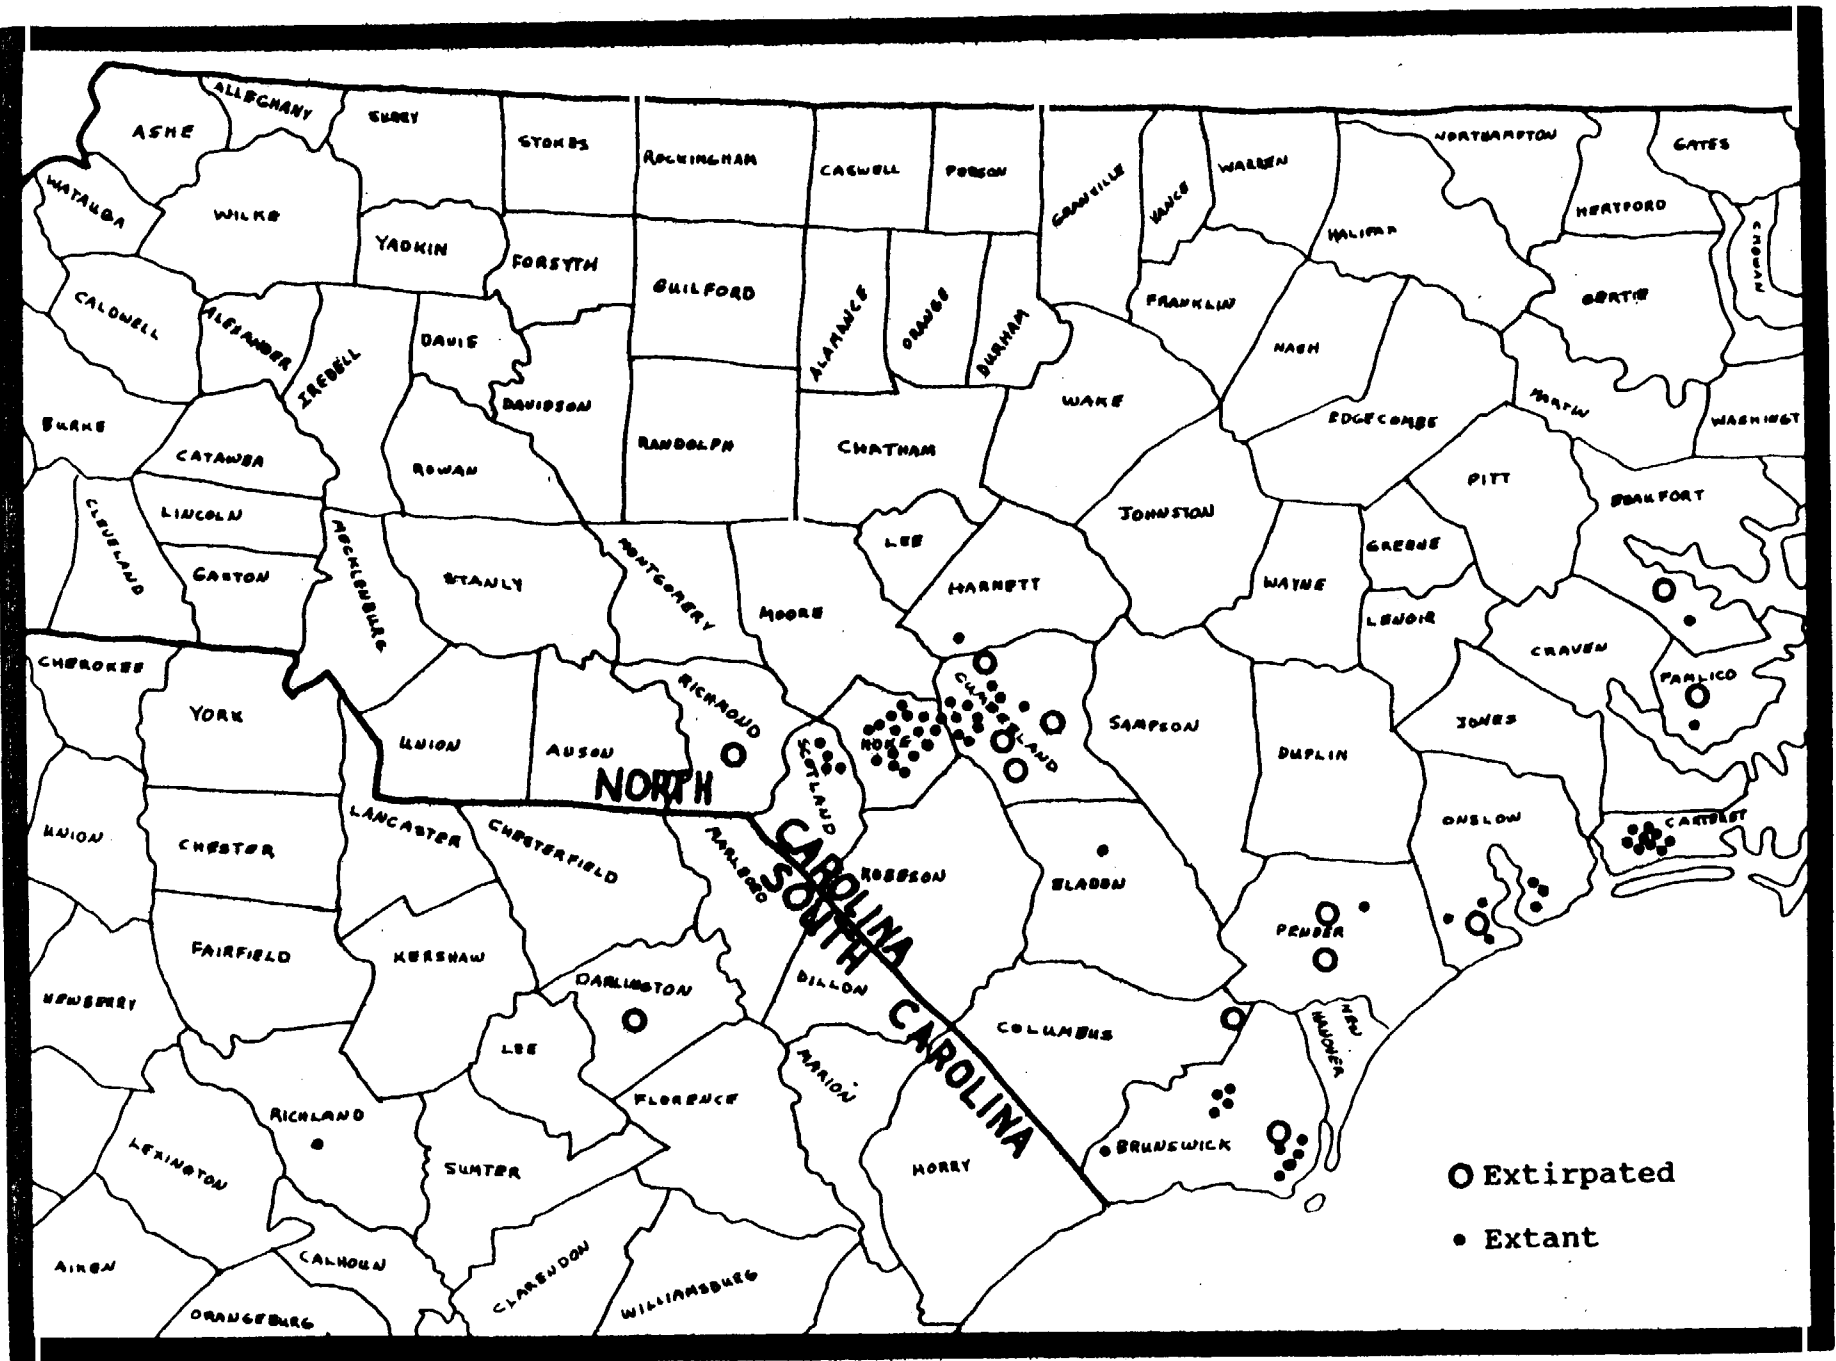 ALLEGHANY
SURRY
ASHE
STOKES
ROCKINGHAM
CASWELL
PERSON
GRANVILLE
VANCE
WARREN
NORTHAMPTON
GATES
WATAUGA
WILKE
YADKIN
FORSYTH
HALIFAX
HERTFORD
CHOWAN
CALDWELL
ALEXANDER
IREDELL
DAVIE
GUILFORD
ALAMANCE
ORANGE
DURHAM
FRANKLIN
NASH
BERTIE
BURKE
CATAWBA
ROWAN
DAVIDSON
RANDOLPH
CHATHAM
WAKE
EDGECOMBE
MARTIN
WASHINGT
CLEVELAND
LINCOLN
GASTON
MECKLENBURG
STANLY
MONTGOMERY
MOORE
LEE
HARNETT
JOHNSTON
WAYNE
GREENE
PITT
BEAUFORT
LENOIR
CRAVEN
PAMLICO
CHEROKEE
YORK
UNION
AUSON
RICHMOND
SCOTLAND
HOKE
CUMBERLAND
SAMPSON
DUPLIN
JONES
NORTH
CAROLINA
UNION
CHESTER
LANCASTER
CHESTERFIELD
MARLBORO
ROBESON
BLADEN
ONSLOW
CARTERET
SOUTH
CAROLINA
FAIRFIELD
KERSHAW
DARLINGTON
DILLON
PENDER
NEWBERRY
LEE
COLUMBUS
NEW
HANOVER
RICHLAND
FLORENCE
MARION
LEXINGTON
SUMTER
HORRY
BRUNSWICK
AIKEN
CALHOUN
CLARENDON
WILLIAMSBURG
ORANGEBURG
Extirpated
Extant